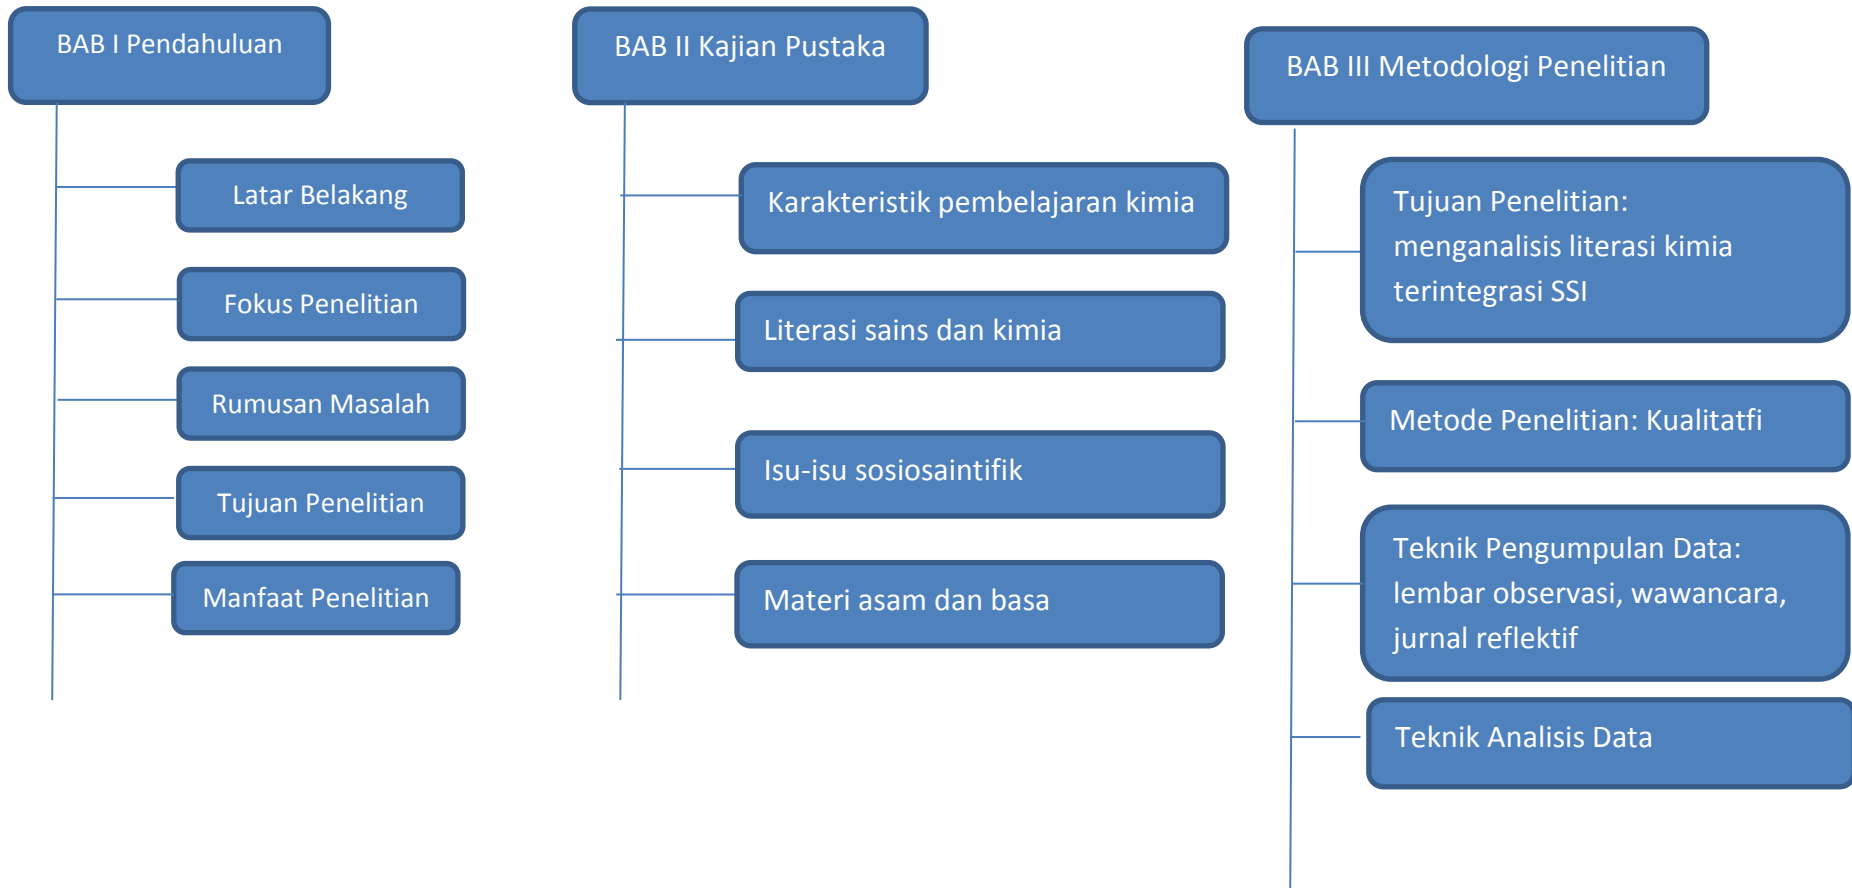 BAB I Pendahuluan
Latar Belakang
Fokus Penelitian
Rumusan Masalah
Tujuan Penelitian
Manfaat Penelitian
BAB II Kajian Pustaka
Karakteristik pembelajaran kimia
Literasi sains dan kimia
Isu-isu sosiosaintifik
Materi asam dan basa
BAB III Metodologi Penelitian
Tujuan Penelitian:
menganalisis literasi kimia
terintegrasi SSI
Metode Penelitian: Kualitatfi
Teknik Pengumpulan Data:
lembar observasi, wawancara,
jurnal reflektif
Teknik Analisis Data